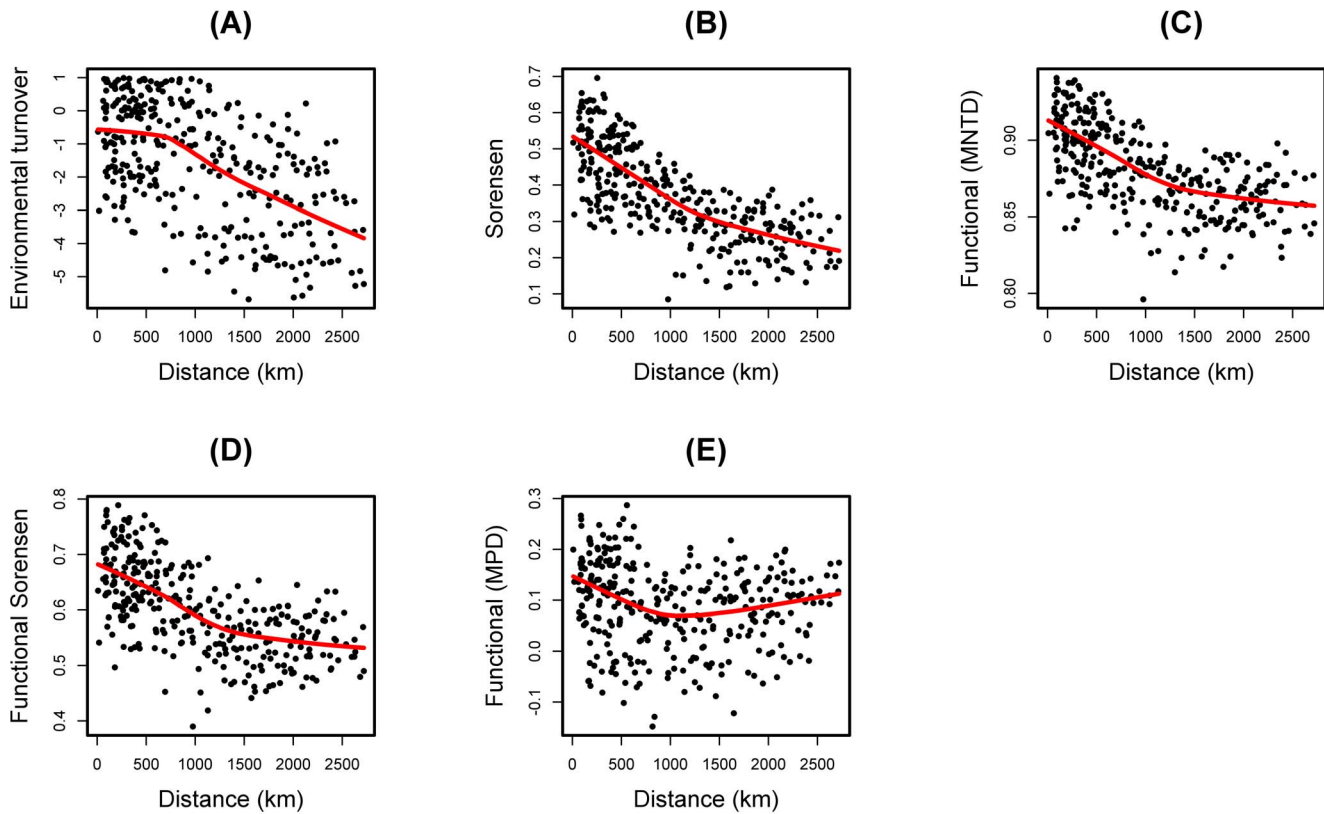 (A)
Environmental turnover
1
0
-1
-2
-3
-4
-5
0 500 1000 1500 2000 2500
Distance (km)
(B)
Sorensen
0.7
0.6
0.5
0.4
0.3
0.2
0.1
0 500 1000 1500 2000 2500
Distance (km)
(C)
Functional (MNTD)
0.90
0.85
0.80
0 500 1000 1500 2000 2500
Distance (km)
(D)
Functional Sorensen
0.8
0.7
0.6
0.5
0.4
0 500 1000 1500 2000 2500
Distance (km)
(E)
Functional (MPD)
0.3
0.2
0.1
0.0
-0.1
0 500 1000 1500 2000 2500
Distance (km)